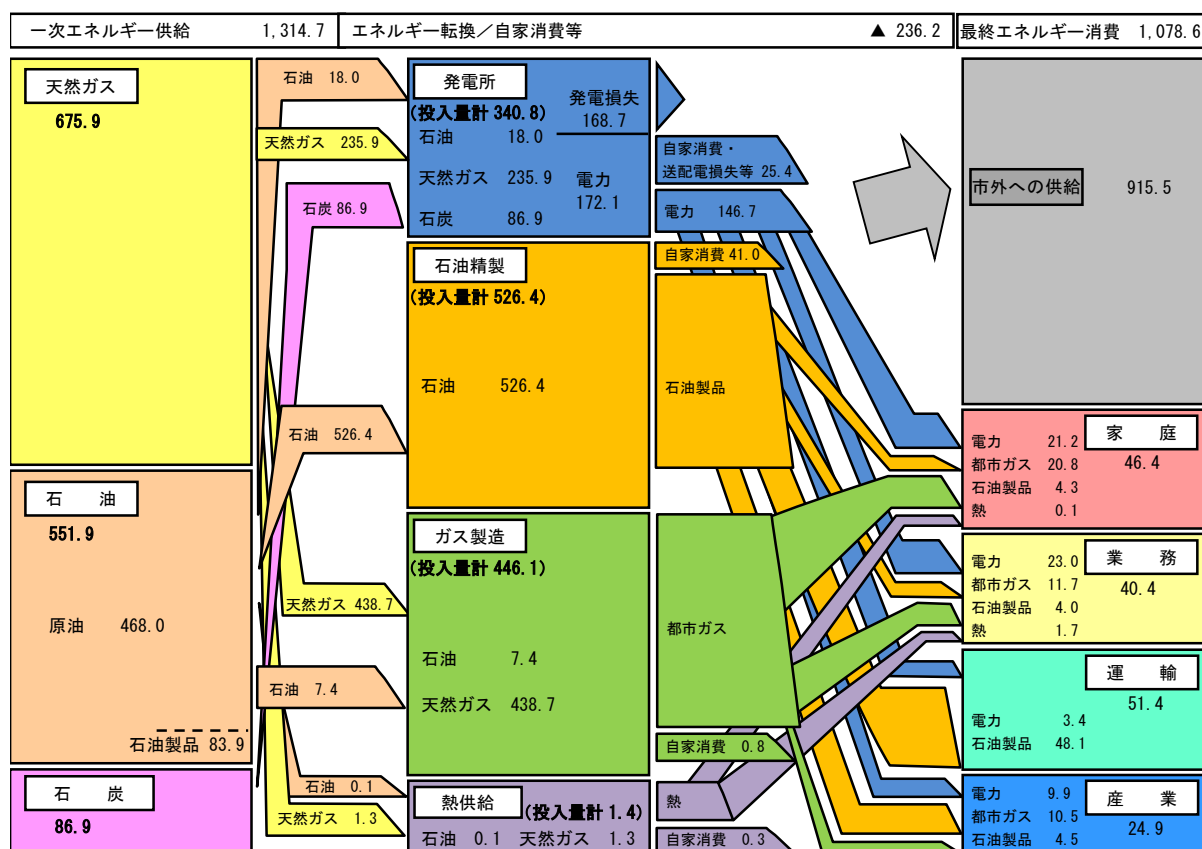 一次エネルギー供給 1,314.7 エネルギー転換／自家消費等 ▲ 236.2 最終エネルギー消費 1,078.6
天然ガス
675.9
石　油
551.9
原油 468.0
石油製品 83.9
石　炭
86.9
石油 18.0
天然ガス 235.9
石炭 86.9
石油 526.4
天然ガス 438.7
石油 7.4
石油 0.1
天然ガス 1.3
発電所
(投入量計 340.8)
石油 18.0
天然ガス 235.9
石炭 86.9
発電損失
168.7
電力
172.1
石油精製
(投入量計 526.4)
石油 526.4
ガス製造
(投入量計 446.1)
石油 7.4
天然ガス 438.7
熱供給
(投入量計 1.4)
石油 0.1 天然ガス 1.3
自家消費・
送配電損失等 25.4
電力 146.7
自家消費 41.0
石油製品
都市ガス
自家消費 0.8
熱
自家消費 0.3
市外への供給 915.5
家　庭
46.4
電力 21.2
都市ガス 20.8
石油製品 4.3
熱 0.1
業　務
40.4
電力 23.0
都市ガス 11.7
石油製品 4.0
熱 1.7
運　輸
51.4
電力 3.4
石油製品 48.1
産　業
24.9
電力 9.9
都市ガス 10.5
石油製品 4.5